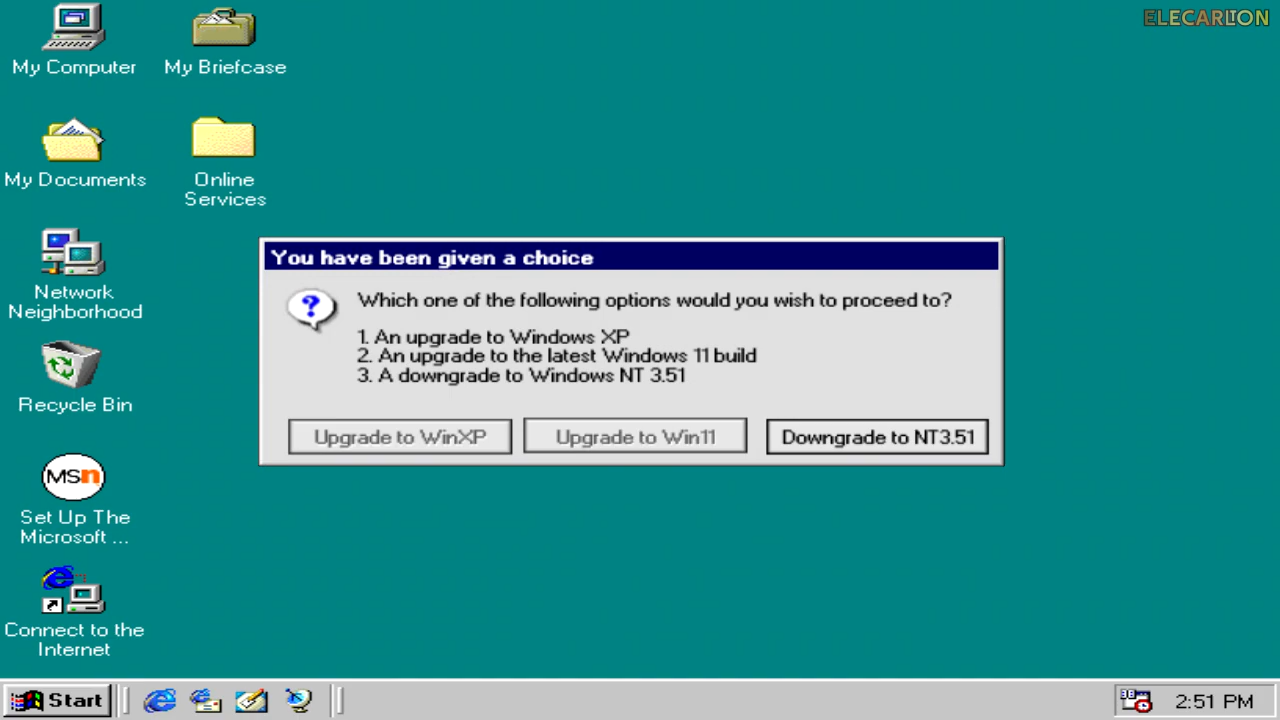 ELECARLION
My Computer
My Briefcase
My Documents
Online
Services
Network
Neighborhood
You have been given a choice
Which one of the following options would you wish to proceed to?
1. An upgrade to Windows XP
2. An upgrade to the latest Windows 11 build
3. A downgrade to Windows NT 3.51
Upgrade to WinXP
Upgrade to Win11
Downgrade to NT3.51
Recycle Bin
msn
Set Up The
Microsoft ...
Connect to the
Internet
Start
2:51 PM